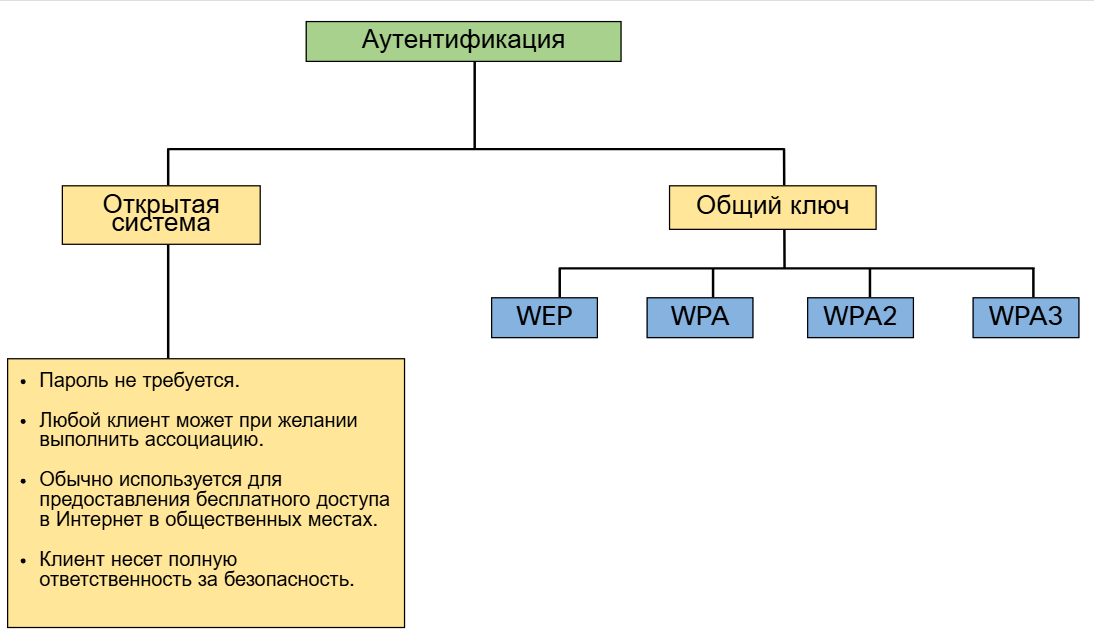 Аутентификация
Открытая
система
Общий ключ
WEP
WPA
WPA2
WPA3
• Пароль не требуется.
• Любой клиент может при желании
выполнить ассоциацию.
• Обычно используется для
предоставления бесплатного доступа
в Интернет в общественных местах.
• Клиент несет полную
ответственность за безопасность.